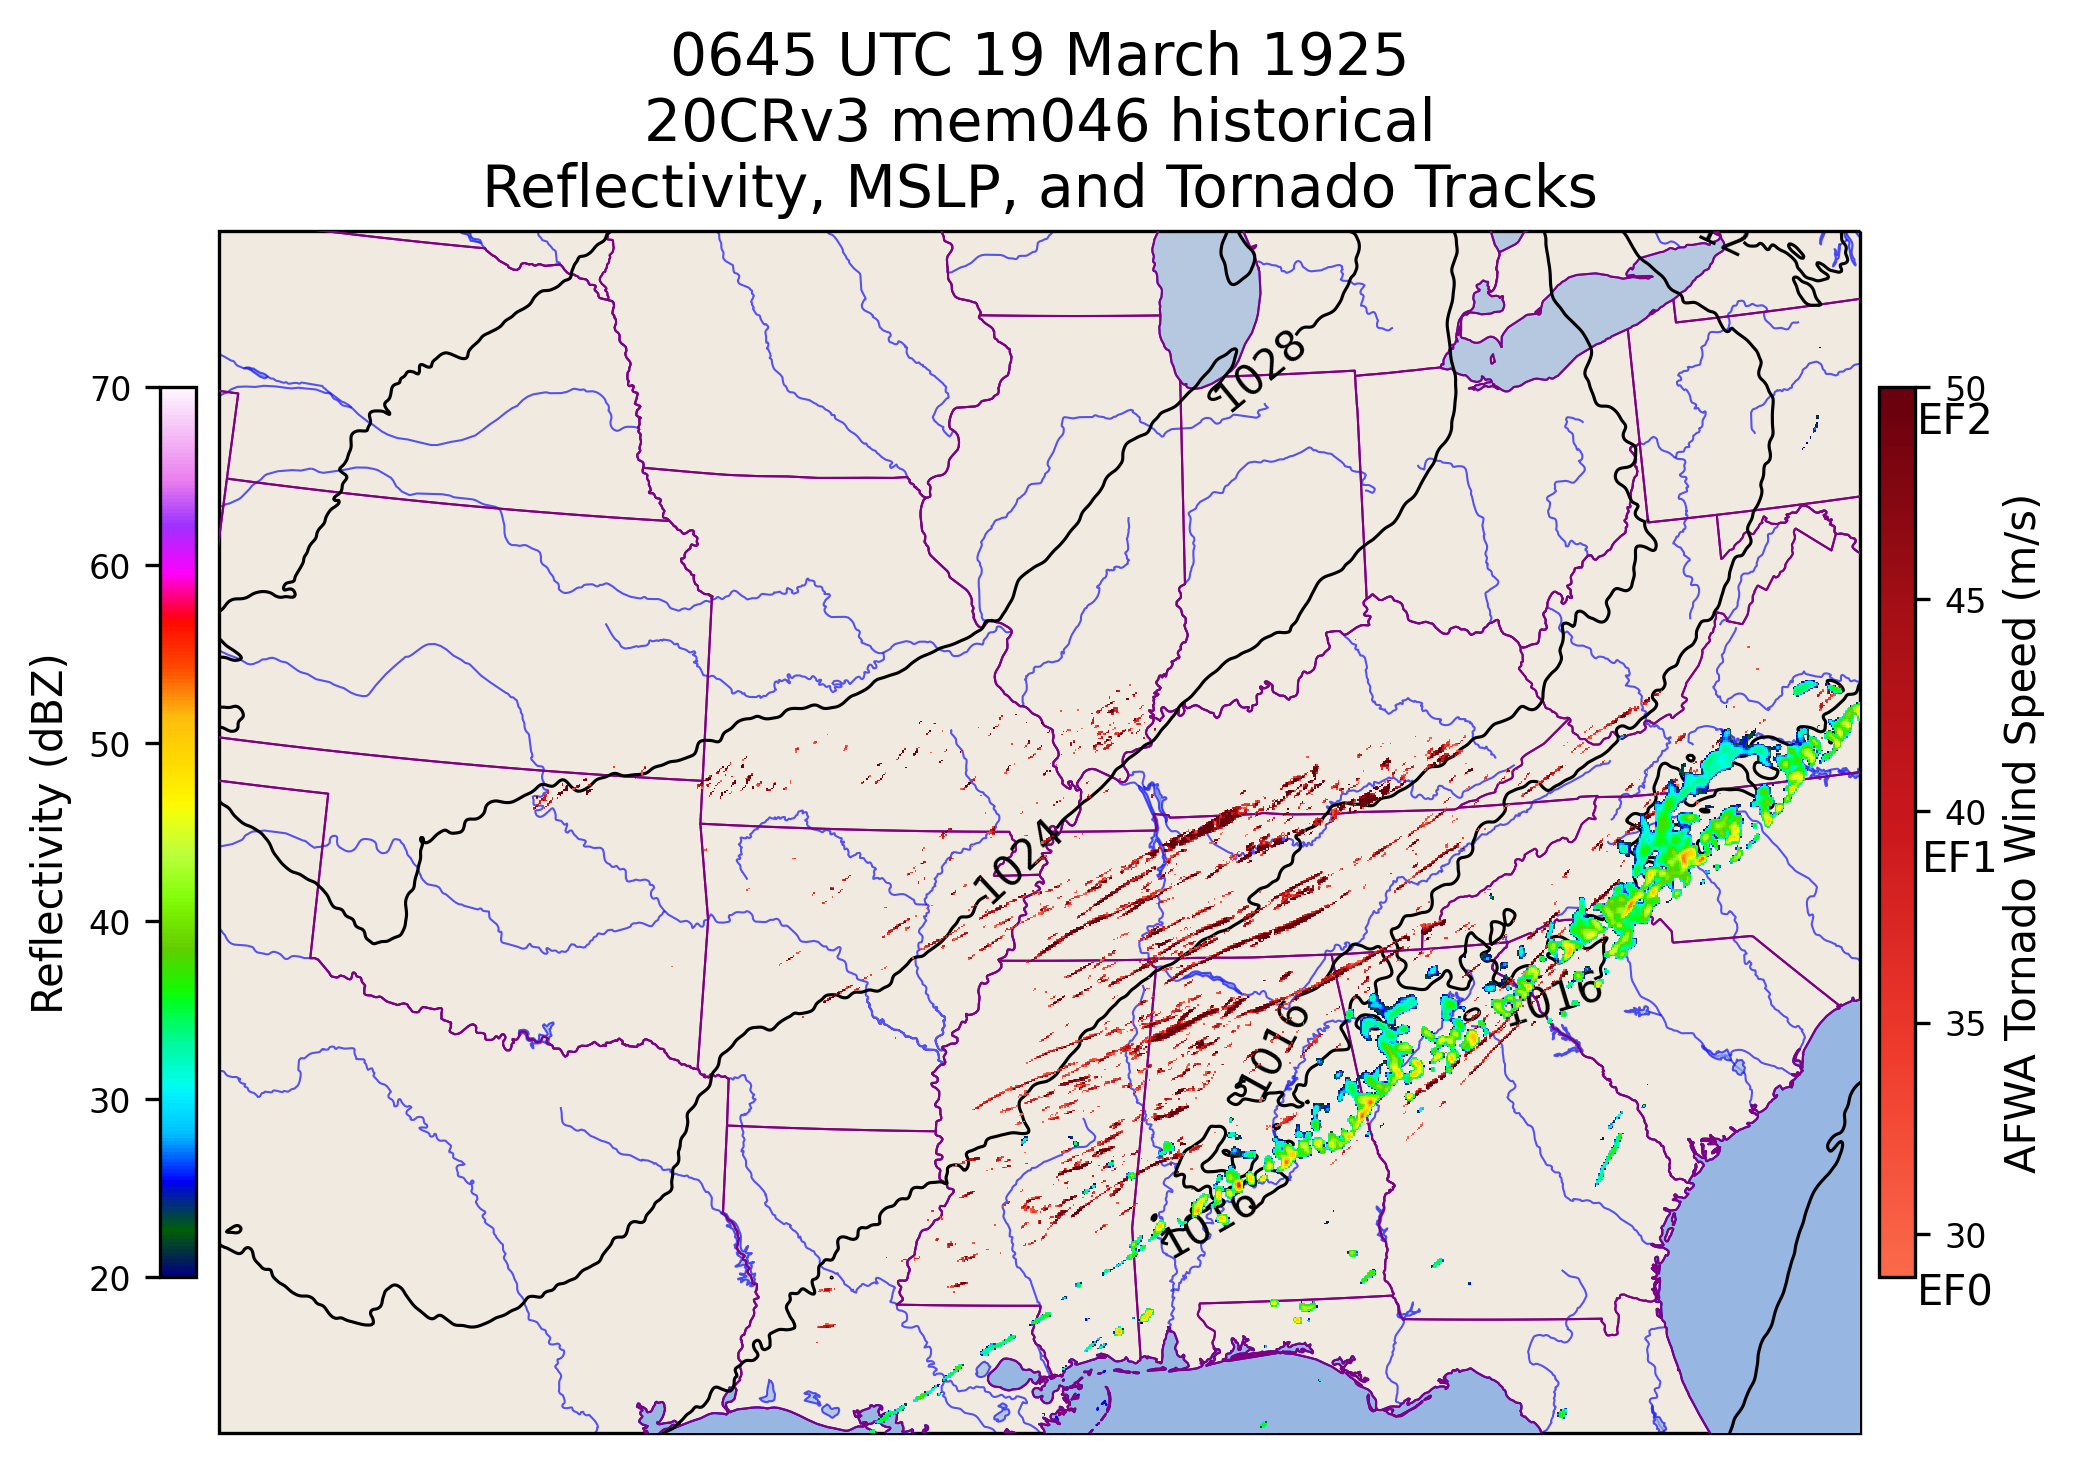 0645 UTC 19 March 1925
20CRv3 mem046 historical
Reflectivity, MSLP, and Tornado Tracks
Reflectivity (dBZ)
70
60
50
40
30
20
1028
1024
1016
1016
1016
50
EF2
45
40
EF1
35
30
EF0
AFWA Tornado Wind Speed (m/s)